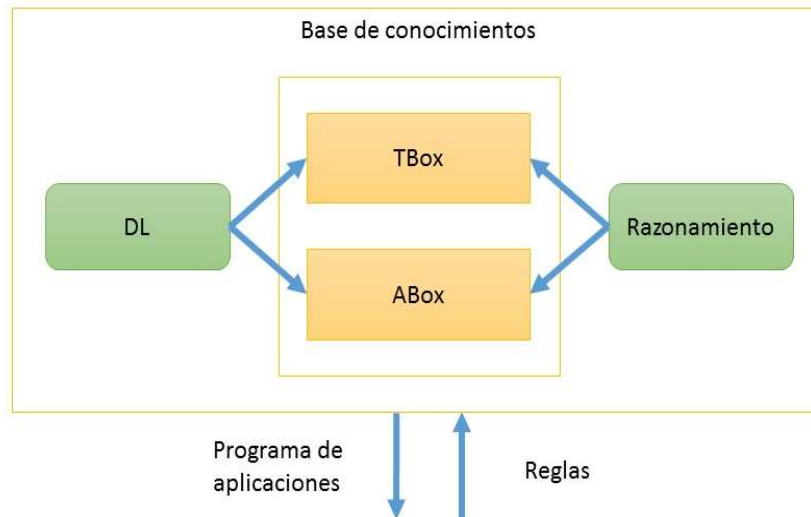 Base de conocimientos
TBox
DL
Razonamiento
ABox
Programa de
aplicaciones
Reglas